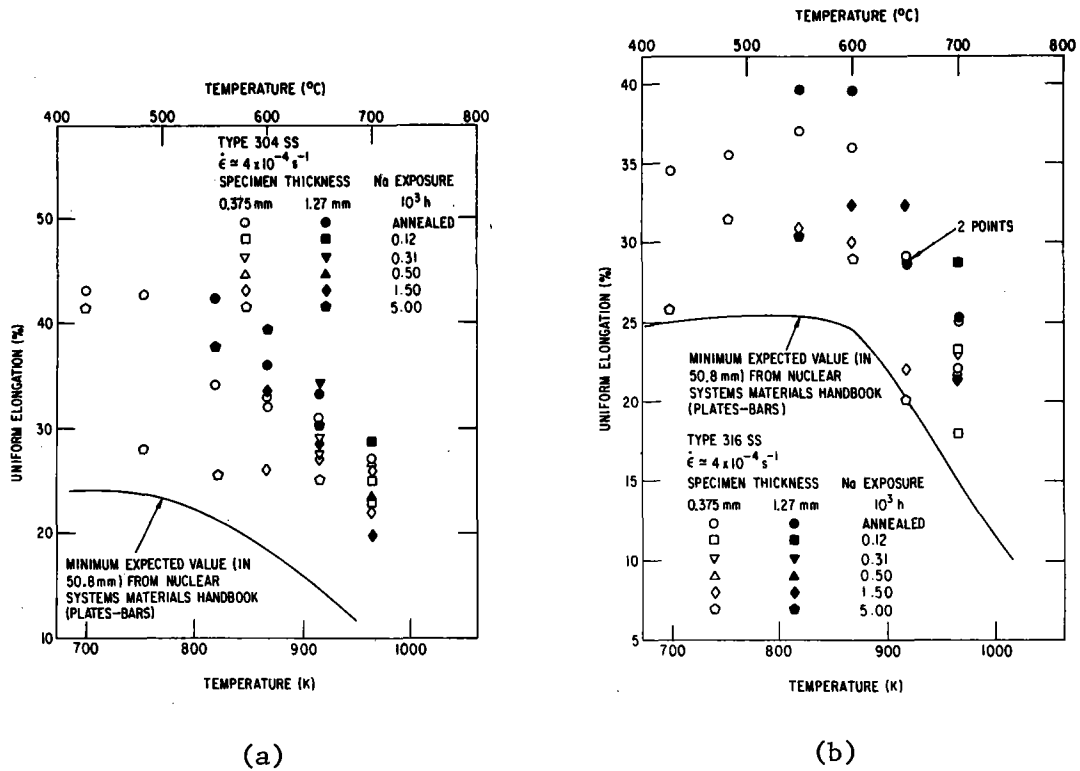 TEMPERATURE (°C)
400 500 600 700 800
TYPE 304 SS
ε̇ ≃ 4 x 10⁻⁴ s⁻¹
SPECIMEN THICKNESS Na EXPOSURE
0.375 mm 1.27 mm 10³ h
ANNEALED
0.12
0.31
0.50
1.50
5.00
50
40
30
20
10
UNIFORM ELONGATION (%)
MINIMUM EXPECTED VALUE (IN
50.8 mm) FROM NUCLEAR
SYSTEMS MATERIALS HANDBOOK
(PLATES-BARS)
700 800 900 1000
TEMPERATURE (K)
(a)
TEMPERATURE (°C)
400 500 600 700 800
40
35
30
25
20
15
10
5
UNIFORM ELONGATION (%)
2 POINTS
MINIMUM EXPECTED VALUE (IN
50.8 mm) FROM NUCLEAR
SYSTEMS MATERIALS HANDBOOK
(PLATES-BARS)
TYPE 316 SS
ε̇ ≃ 4 x 10⁻⁴ s⁻¹
SPECIMEN THICKNESS Na EXPOSURE
0.375 mm 1.27 mm 10³ h
ANNEALED
0.12
0.31
0.50
1.50
5.00
700 800 900 1000
TEMPERATURE (K)
(b)